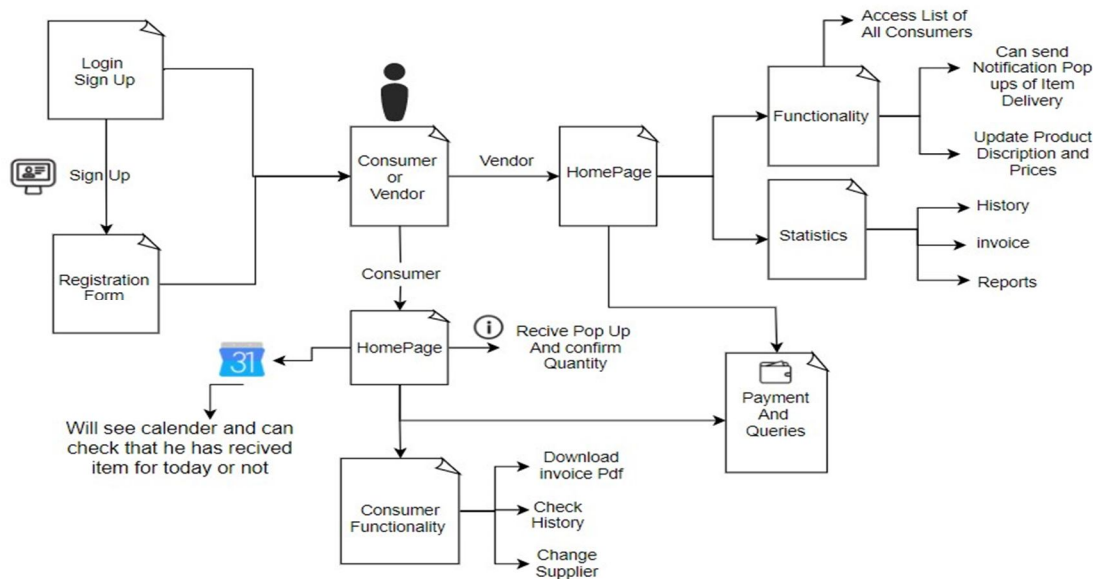 Login
Sign Up
Sign Up
Registration
Form
Consumer
or
Vendor
Vendor
HomePage
Functionality
Access List of
All Consumers
Can send
Notification Pop
ups of Item
Delivery
Update Product
Discription and
Prices
Statistics
History
invoice
Reports
Consumer
HomePage
Recive Pop Up
And confirm
Quantity
31
Will see calender and can
check that he has recived
item for today or not
Payment
And
Queries
Consumer
Functionality
Download
invoice Pdf
Check
History
Change
Supplier